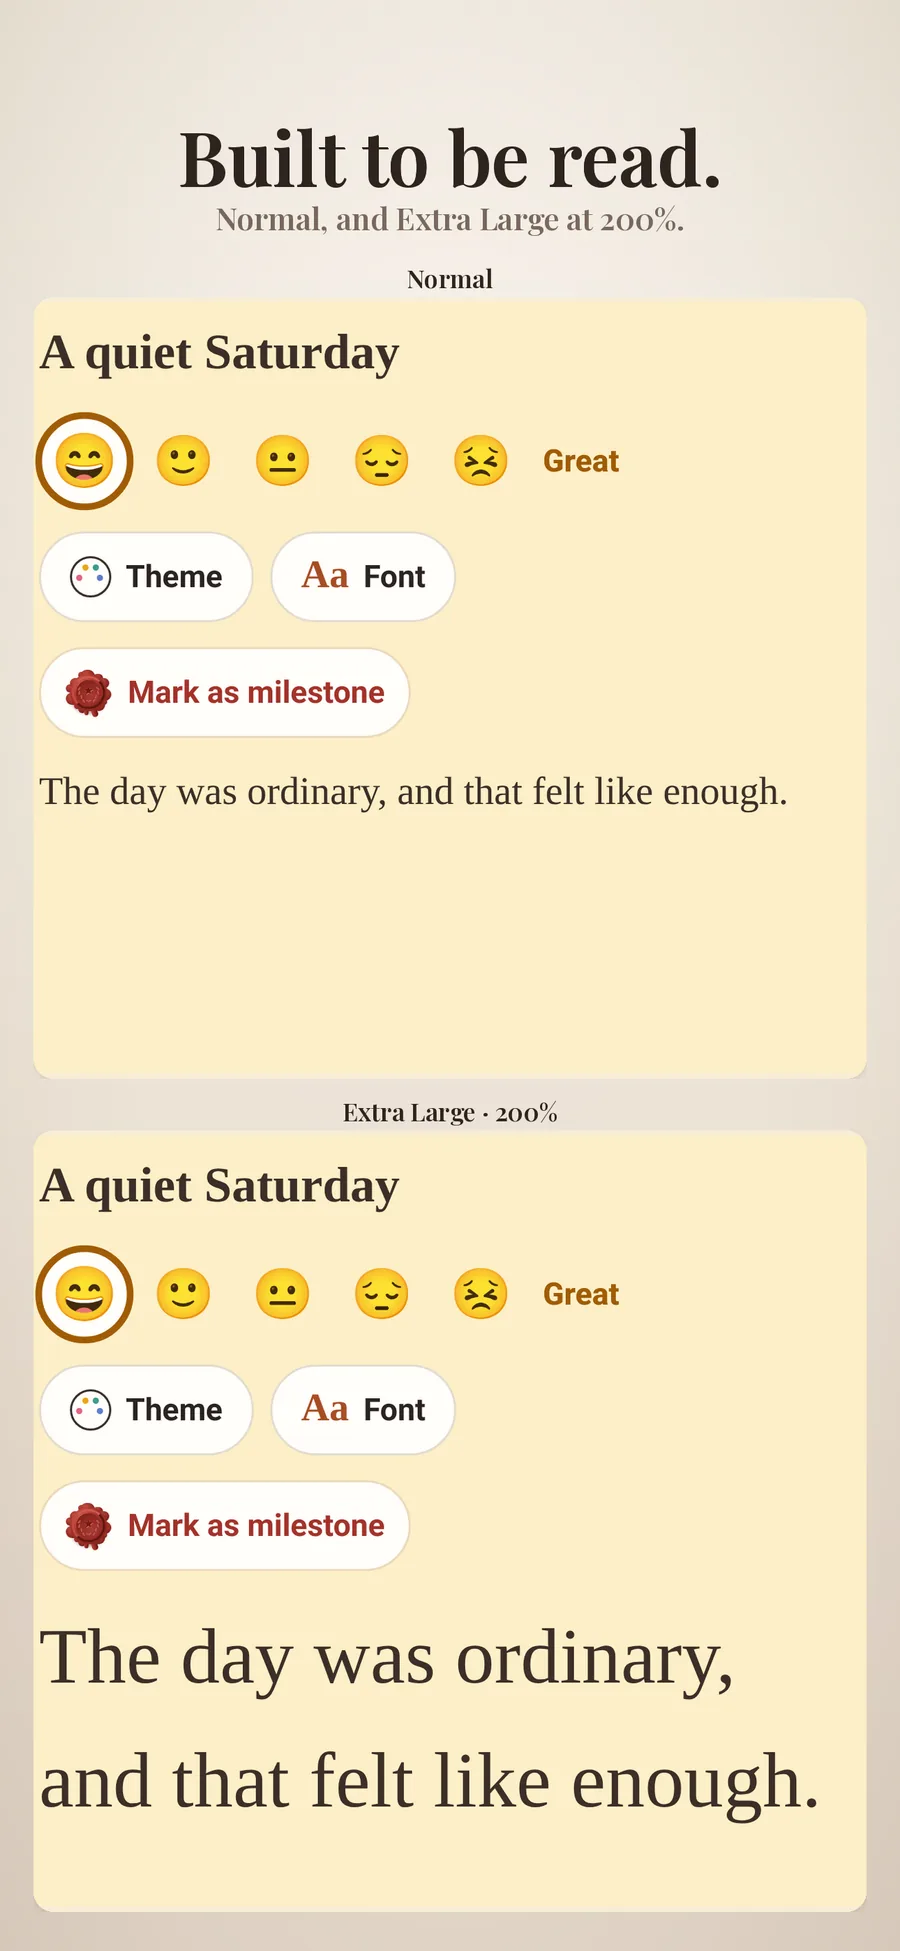 Built to be read.
Normal, and Extra Large at 200%.
Normal
A quiet Saturday
Great
Theme
Aa Font
Mark as milestone
The day was ordinary, and that felt like enough.
Extra Large · 200%
A quiet Saturday
Great
Theme
Aa Font
Mark as milestone
The day was ordinary,
and that felt like enough.